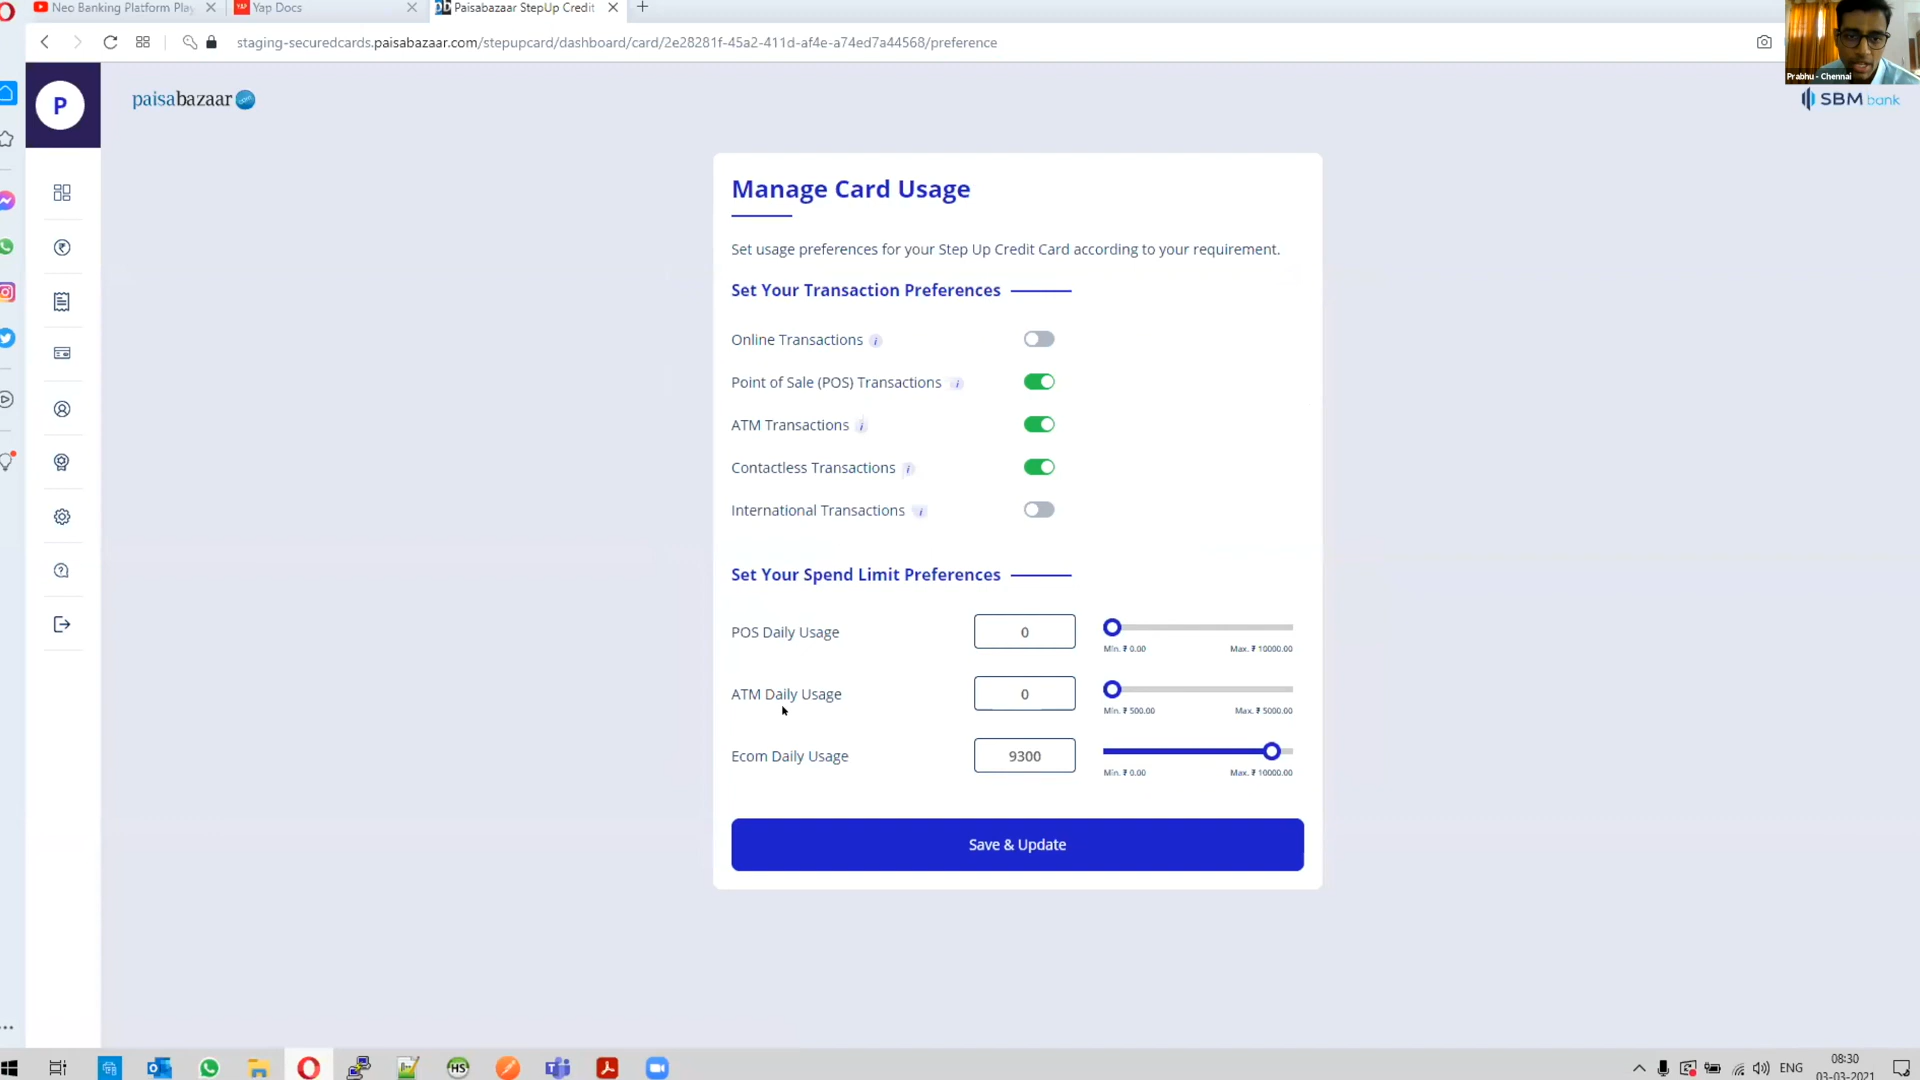 Neo Banking Platform Play
YAP Yap Docs
pb Paisabazaar StepUp Credit
staging-securedcards.paisabazaar.com/stepupcard/dashboard/card/2e28281f-45a2-411d-af4e-a74ed7a44568/preference
Prabhu - Chennai
P
paisabazaar
SBM bank
Manage Card Usage
Set usage preferences for your Step Up Credit Card according to your requirement.
Set Your Transaction Preferences
Online Transactions i
Point of Sale (POS) Transactions i
ATM Transactions i
Contactless Transactions i
International Transactions i
Set Your Spend Limit Preferences
POS Daily Usage 0
Min. ₹ 0.00 Max. ₹ 10000.00
ATM Daily Usage 0
Min. ₹ 500.00 Max. ₹ 5000.00
Ecom Daily Usage 9300
Min. ₹ 0.00 Max. ₹ 10000.00
Save & Update
HS
ENG
08:30
03-03-2021